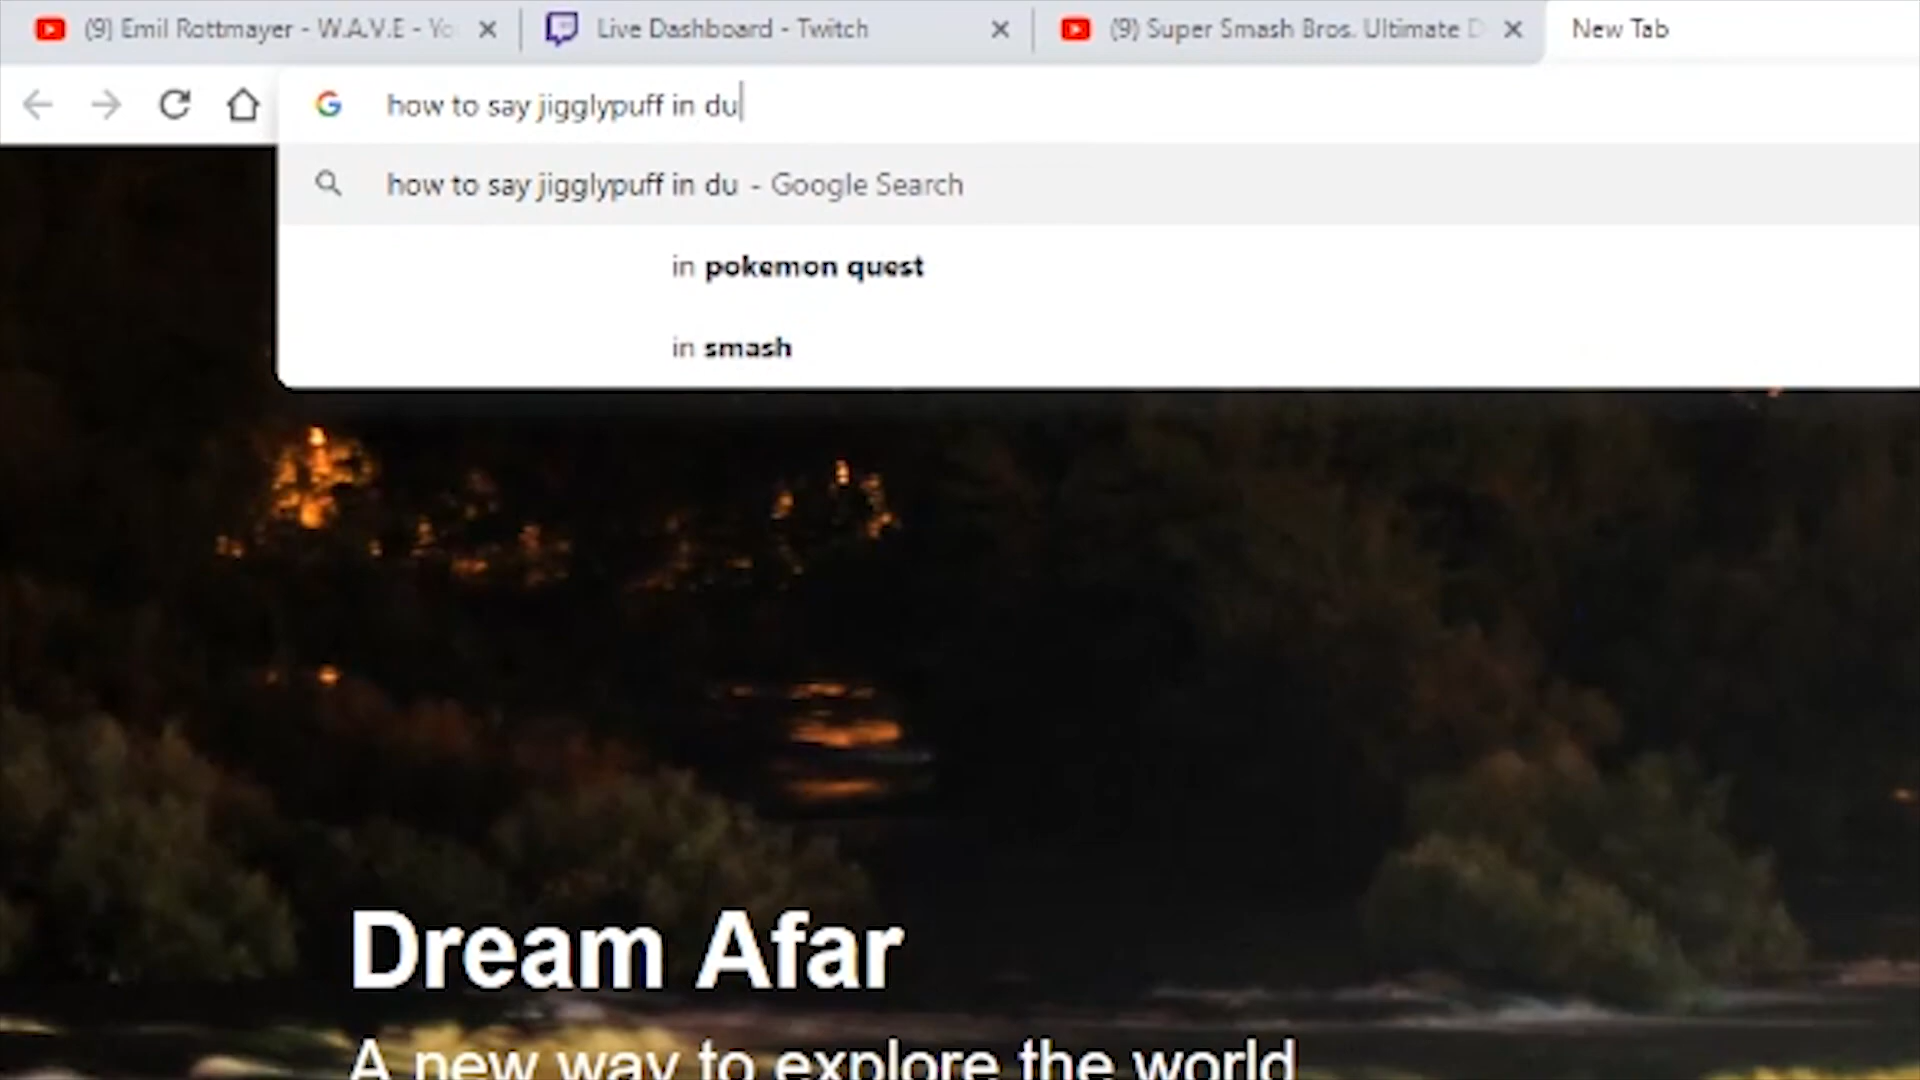 (9) Emil Rottmayer - W.A.V.E - Yo
Live Dashboard - Twitch
(9) Super Smash Bros. Ultimate D
New Tab
how to say jigglypuff in du
how to say jigglypuff in du - Google Search
in pokemon quest
in smash
Dream Afar
A new way to explore the world